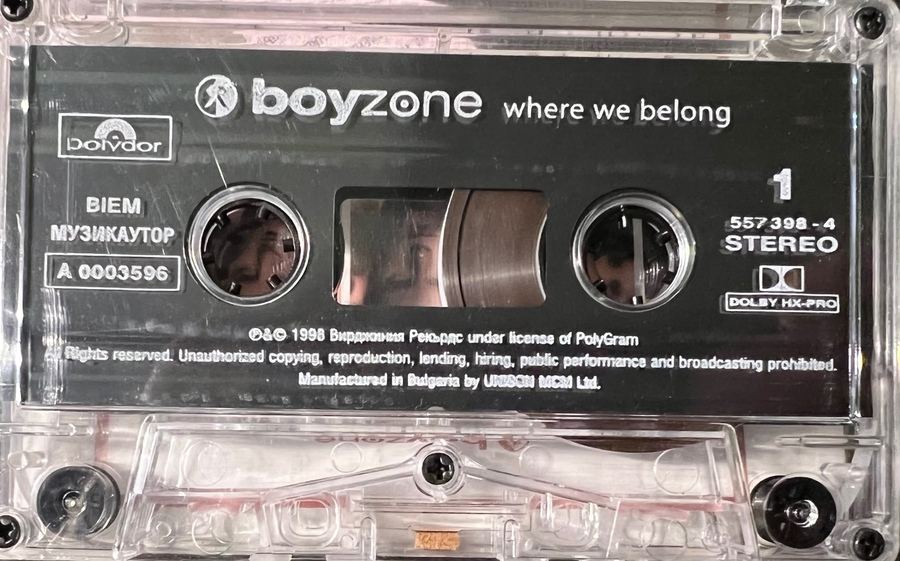 boyzone where we belong
polydor
1
BIEM
МУЗИКАУТОР
A 0003596
557 398 - 4
STEREO
DOLBY HX-PRO
℗&© 1998 Вирджиния Рекърдс under license of PolyGram
Rights reserved. Unauthorized copying, reproduction, lending, hiring, public performance and broadcasting prohibited.
Manufactured in Bulgaria by UNISON MCM Ltd.
boyzone